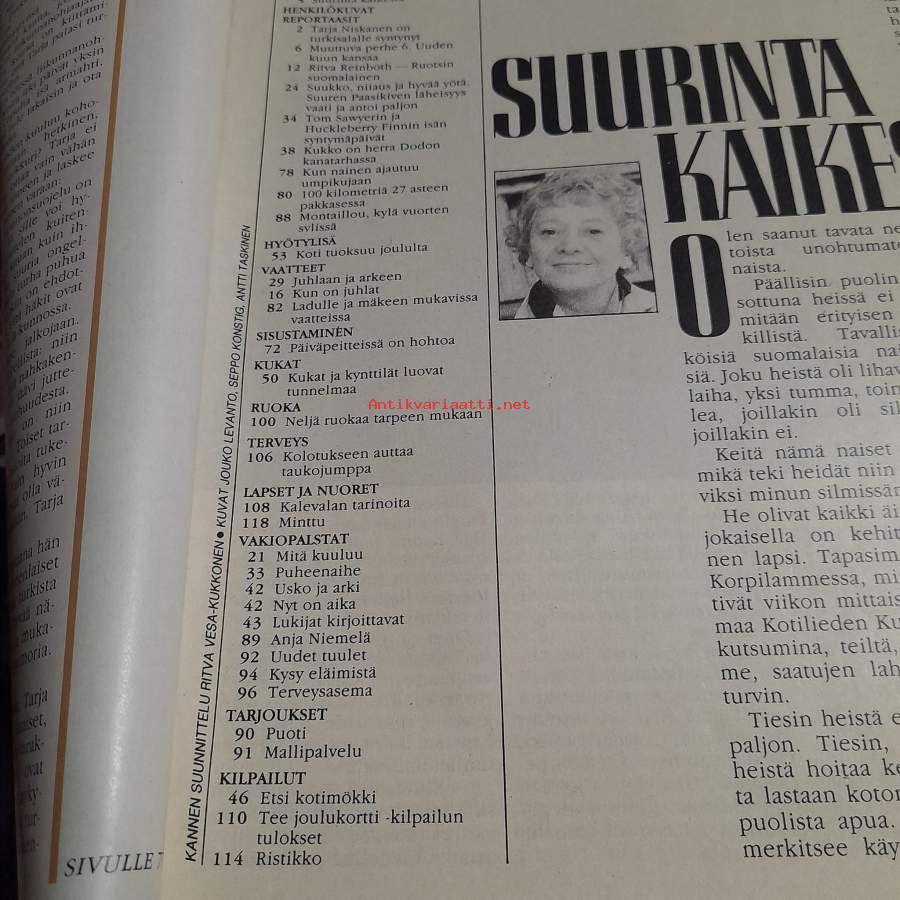 HENKILÖKUVAT
REPORTAASIT
2 Tarja Niskanen on
turkisalalle syntynyt
6 Muuttuva perhe 6. Uuden
kuun kansaa
12 Ritva Reinboth — Ruotsin
suomalainen
24 Suukko, niiaus ja hyvää yötä.
Suuren Paasikiven läheisyys
vaati ja antoi paljon
34 Tom Sawyerin ja
Huckleberry Finnin isän
syntymäpäivät
38 Kukko on herra Dodon
kanatarhassa
78 Kun nainen ajautuu
umpikujaan
80 100 kilometriä 27 asteen
pakkasessa
88 Montaillou, kylä vuorten
sylissä
HYÖTYLISÄ
53 Koti tuoksuu joululta
VAATTEET
29 Juhlaan ja arkeen
16 Kun on juhlat
82 Ladulle ja mäkeen mukavissa
vaatteissa
SISUSTAMINEN
72 Päiväpeitteissä on hohtoa
KUKAT
50 Kukat ja kynttilät luovat
tunnelmaa
RUOKA
100 Neljä ruokaa tarpeen mukaan
TERVEYS
106 Kolotukseen auttaa
taukojumppa
LAPSET JA NUORET
108 Kalevalan tarinoita
118 Minttu
VAKIOPALSTAT
21 Mitä kuuluu
33 Puheenaihe
42 Usko ja arki
42 Nyt on aika
43 Lukijat kirjoittavat
89 Anja Niemelä
92 Uudet tuulet
94 Kysy eläimistä
96 Terveysasema
TARJOUKSET
90 Puoti
91 Mallipalvelu
KILPAILUT
46 Etsi kotimökki
110 Tee joulukortti -kilpailun
tulokset
114 Ristikko
KANNEN SUUNNITTELU RITVA VESA-KUKKONEN ● KUVAT JOUKO LEVANTO, SEPPO KONSTIG, ANTTI TASKINEN
SIVULLE 7
SUURINTA
KAIKES
Olen saanut tavata ne
toista unohtumat
naista.
Päällisin puolin
sottuna heissä ei
mitään erityisen
killistä. Tavallis
köisiä suomalaisia nai
siä. Joku heistä oli lihav
laiha, yksi tumma, toin
lea, joillakin oli sil
joillakin ei.
Keitä nämä naiset
mikä teki heidät niin
viksi minun silmissän
He olivat kaikki äi
jokaisella on kehit
nen lapsi. Tapasim
Korpilammessa, mi
tivät viikon mittais
maa Kotilieden Ku
kutsumina, teiltä,
me, saatujen lah
turvin.
Tiesin heistä e
paljon. Tiesin,
heistä hoitaa ke
ta lastaan koton
puolista apua.
merkitsee käy
Antikvariaatti.net